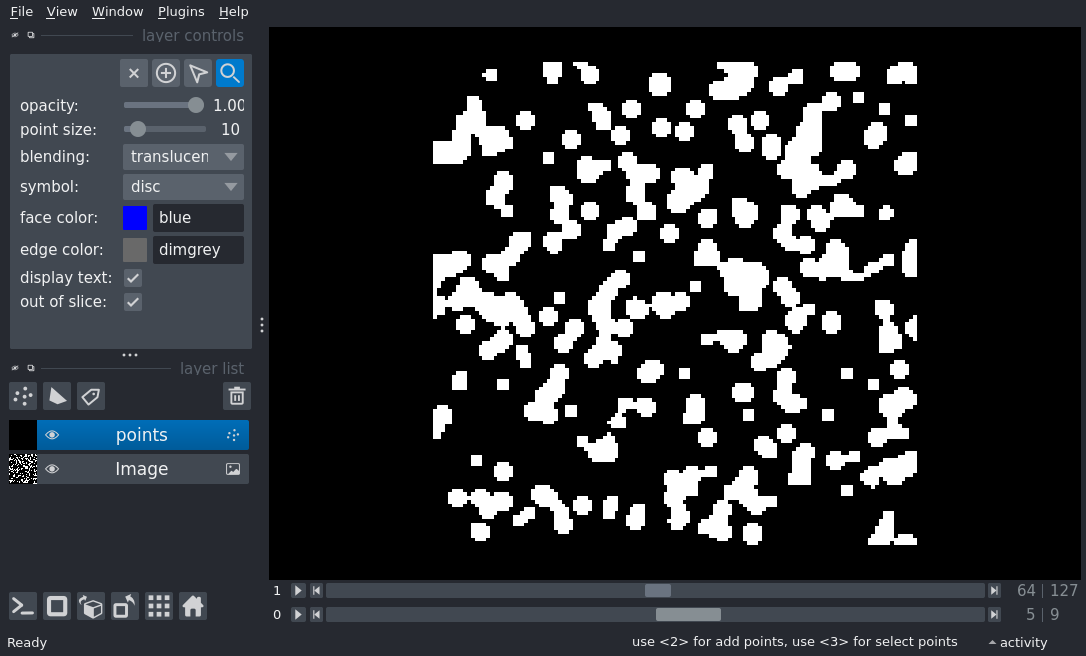 File View Window Plugins Help
layer controls
opacity: 1.00
point size: 10
blending: translucen
symbol: disc
face color: blue
edge color: dimgrey
display text:
out of slice:
layer list
points
Image
1 64 127
0 5 9
Ready use <2> for add points, use <3> for select points activity